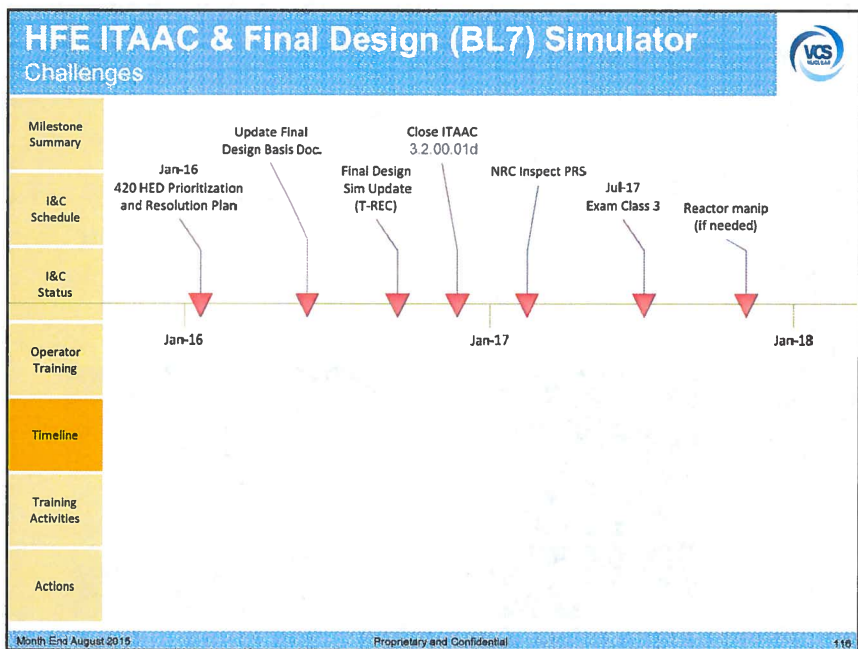 HFE ITAAC & Final Design (BL7) Simulator
Challenges
VCS
NUCLEAR
Milestone
Summary
I&C
Schedule
I&C
Status
Operator
Training
Timeline
Training
Activities
Actions
Jan-16
420 HED Prioritization
and Resolution Plan
Update Final
Design Basis Doc.
Final Design
Sim Update
(T-REC)
Close ITAAC
3.2.00.01d
NRC Inspect PRS
Jul-17
Exam Class 3
Reactor manip
(if needed)
Jan-16
Jan-17
Jan-18
Month End August 2015
Proprietary and Confidential
116